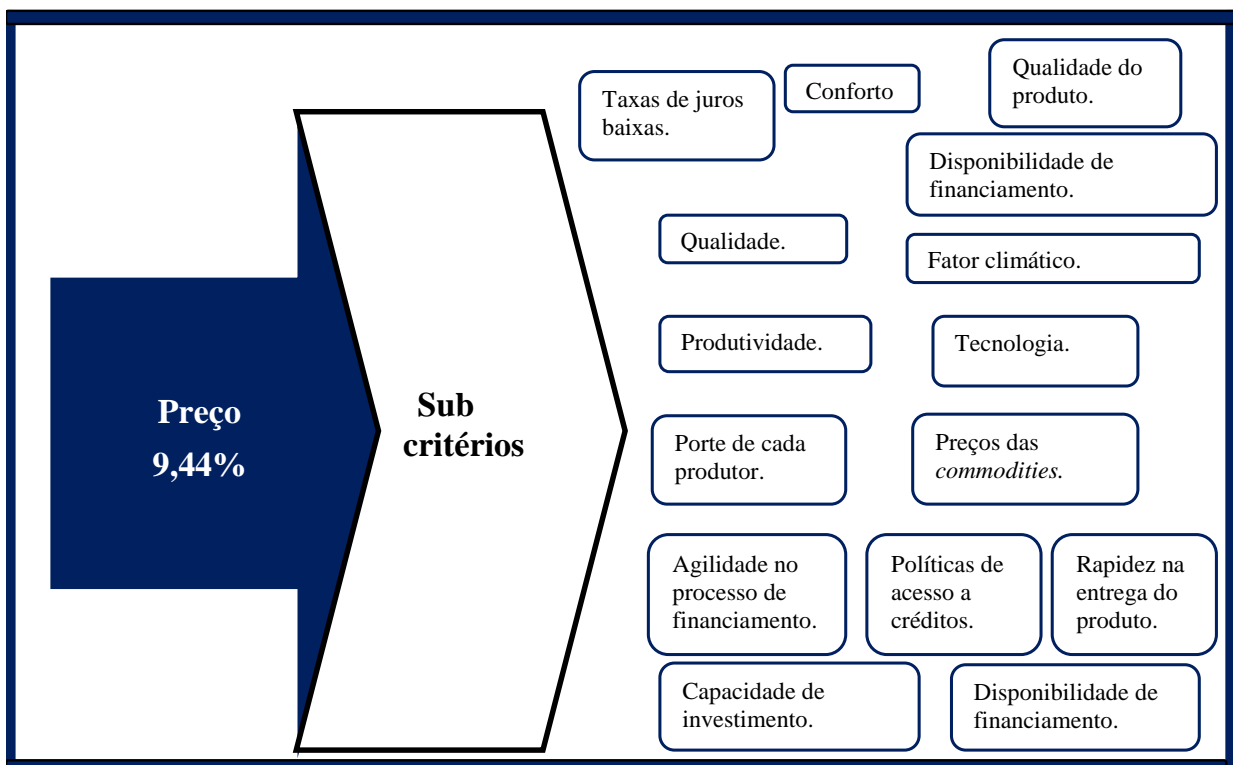 Preço
9,44%
Sub
critérios
Taxas de juros
baixas.
Conforto
Qualidade do
produto.
Disponibilidade de
financiamento.
Qualidade.
Fator climático.
Produtividade.
Tecnologia.
Porte de cada
produtor.
Preços das
commodities.
Agilidade no
processo de
financiamento.
Políticas de
acesso a
créditos.
Rapidez na
entrega do
produto.
Capacidade de
investimento.
Disponibilidade de
financiamento.